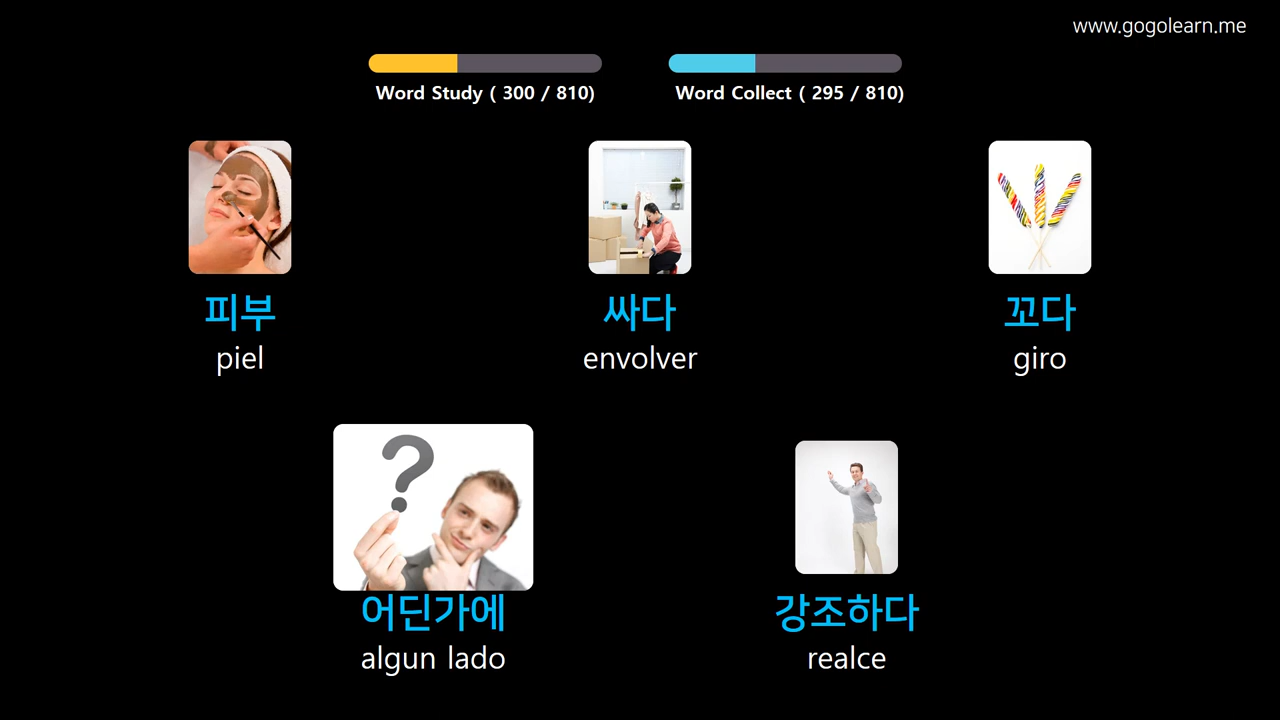 www.gogolearn.me
Word Study ( 300 / 810)
Word Collect ( 295 / 810)
피부
싸다
꼬다
piel
envolver
giro
?
어딘가에
강조하다
algun lado
realce